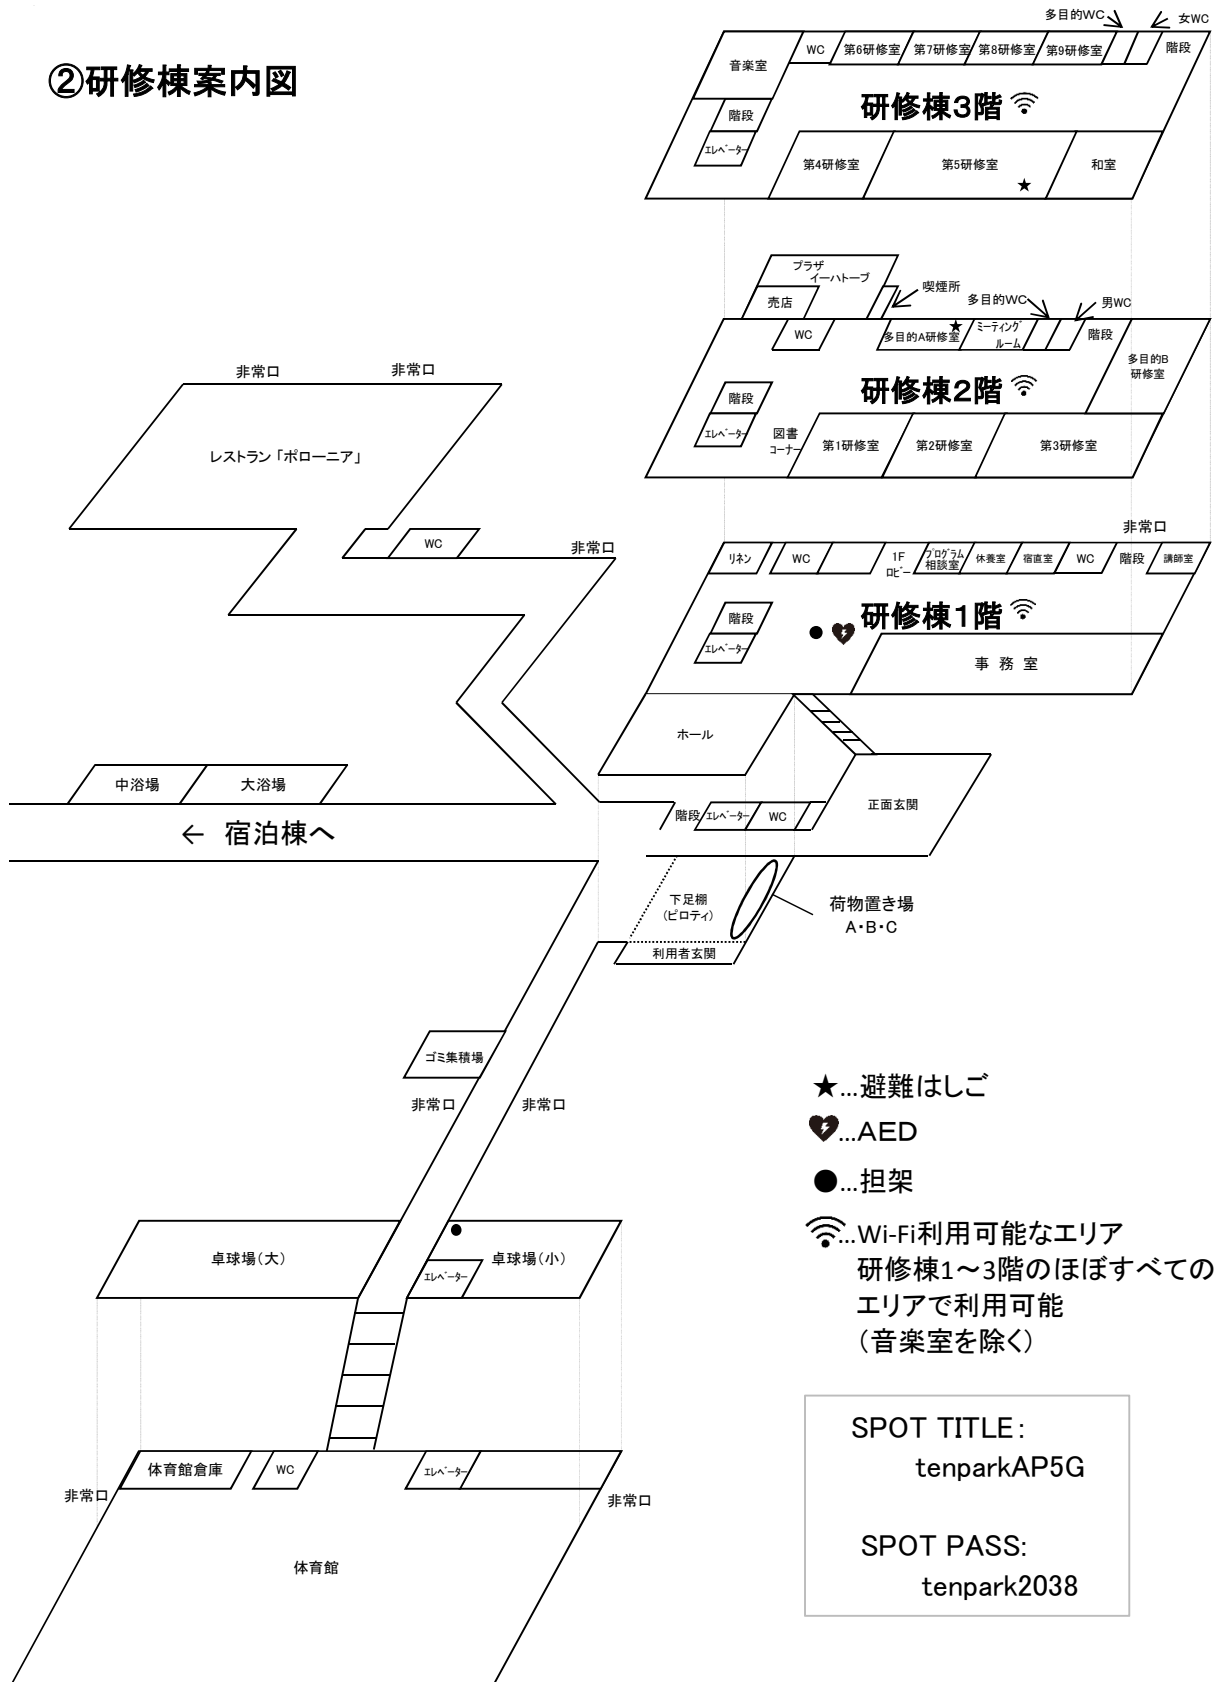 ②研修棟案内図
多目的WC
女WC
音楽室
WC
第6研修室
第7研修室
第8研修室
第9研修室
階段
研修棟3階
階段
エレベーター
第4研修室
第5研修室
★
和室
プラザ
イーハトーブ
売店
喫煙所
多目的WC
男WC
WC
★
多目的A研修室
ミーティング
ルーム
階段
多目的B
研修室
研修棟2階
階段
エレベーター
図書
コーナー
第1研修室
第2研修室
第3研修室
非常口
非常口
レストラン「ポローニア」
WC
非常口
非常口
リネン
WC
1F
ロビー
プログラム
相談室
休養室
宿直室
WC
階段
講師室
研修棟1階
階段
エレベーター
●
事 務 室
ホール
中浴場
大浴場
← 宿泊棟へ
階段
エレベーター
WC
正面玄関
下足棚
(ピロティ)
荷物置き場
A・B・C
利用者玄関
ゴミ集積場
非常口
非常口
★...避難はしご
...AED
●...担架
...Wi-Fi利用可能なエリア
研修棟1～3階のほぼすべての
エリアで利用可能
(音楽室を除く)
卓球場(大)
●
卓球場(小)
エレベーター
体育館倉庫
WC
エレベーター
非常口
非常口
体育館
SPOT TITLE:
tenparkAP5G
SPOT PASS:
tenpark2038